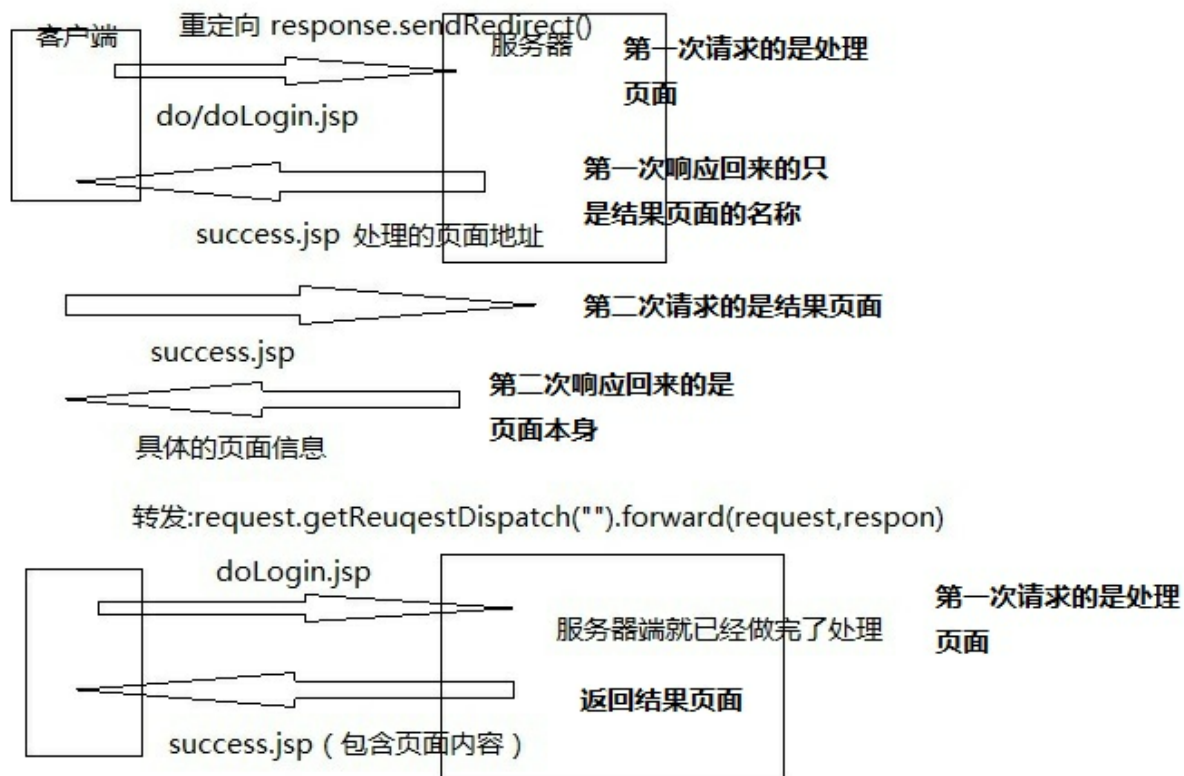 重定向 response.sendRedirect()
客户端
服务器
第一次请求的是处理
页面
do/doLogin.jsp
第一次响应回来的只
是结果页面的名称
success.jsp 处理的页面地址
第二次请求的是结果页面
success.jsp
第二次响应回来的是
页面本身
具体的页面信息
转发:request.getReuqestDispatch("").forward(request,respon)
doLogin.jsp
第一次请求的是处理
页面
服务器端就已经做完了处理
返回结果页面
success.jsp（包含页面内容）